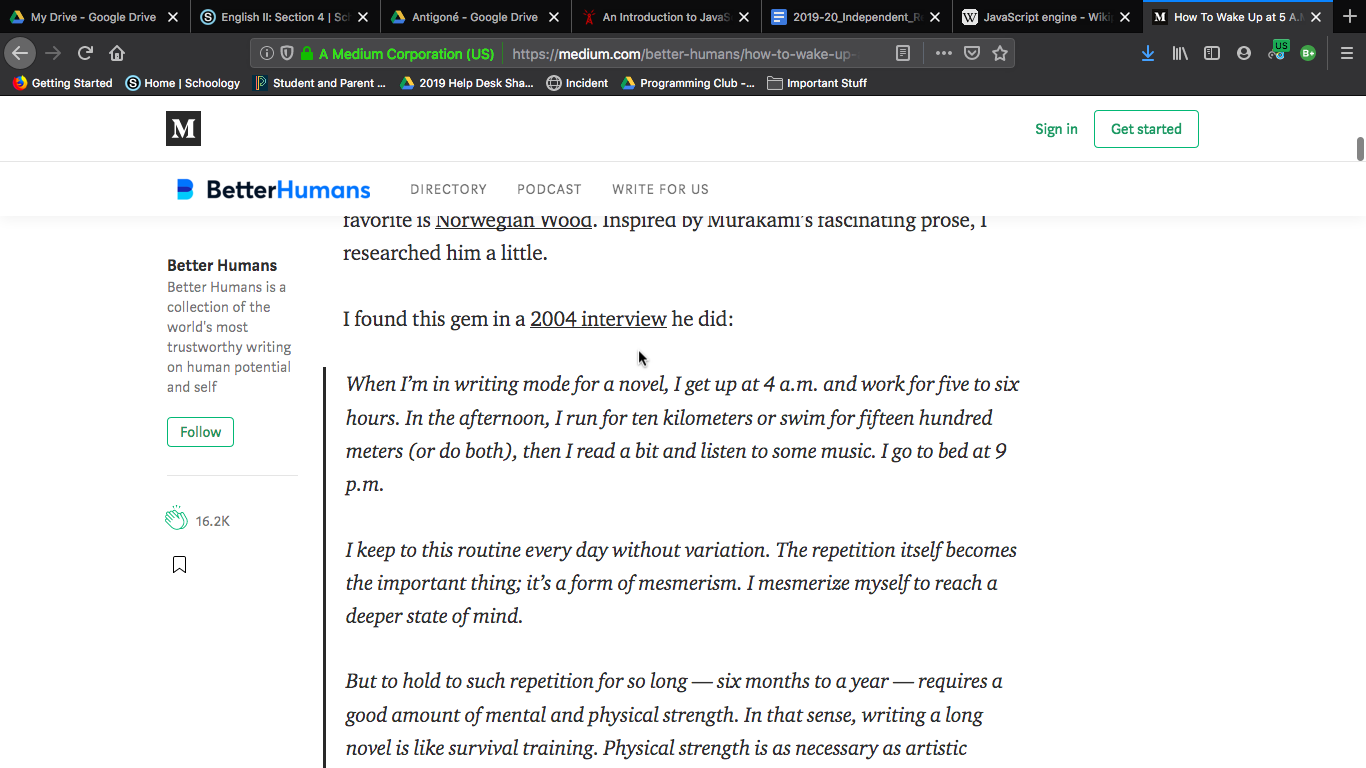 My Drive - Google Drive
English II: Section 4 | Sc
Antigoné - Google Drive
An Introduction to JavaS
2019-20_Independent_R
JavaScript engine - Wiki
How To Wake Up at 5 A.M
A Medium Corporation (US) https://medium.com/better-humans/how-to-wake-up-
US
B+
Getting Started
Home | Schoology
Student and Parent ...
2019 Help Desk Sha...
Incident
Programming Club -...
Important Stuff
M
Sign in
Get started
BetterHumans
DIRECTORY
PODCAST
WRITE FOR US
favorite is Norwegian Wood. Inspired by Murakami’s fascinating prose, I
researched him a little.
I found this gem in a 2004 interview he did:
When I’m in writing mode for a novel, I get up at 4 a.m. and work for five to six
hours. In the afternoon, I run for ten kilometers or swim for fifteen hundred
meters (or do both), then I read a bit and listen to some music. I go to bed at 9
p.m.
I keep to this routine every day without variation. The repetition itself becomes
the important thing; it’s a form of mesmerism. I mesmerize myself to reach a
deeper state of mind.
But to hold to such repetition for so long — six months to a year — requires a
good amount of mental and physical strength. In that sense, writing a long
novel is like survival training. Physical strength is as necessary as artistic
Better Humans
Better Humans is a
collection of the
world's most
trustworthy writing
on human potential
and self
Follow
16.2K